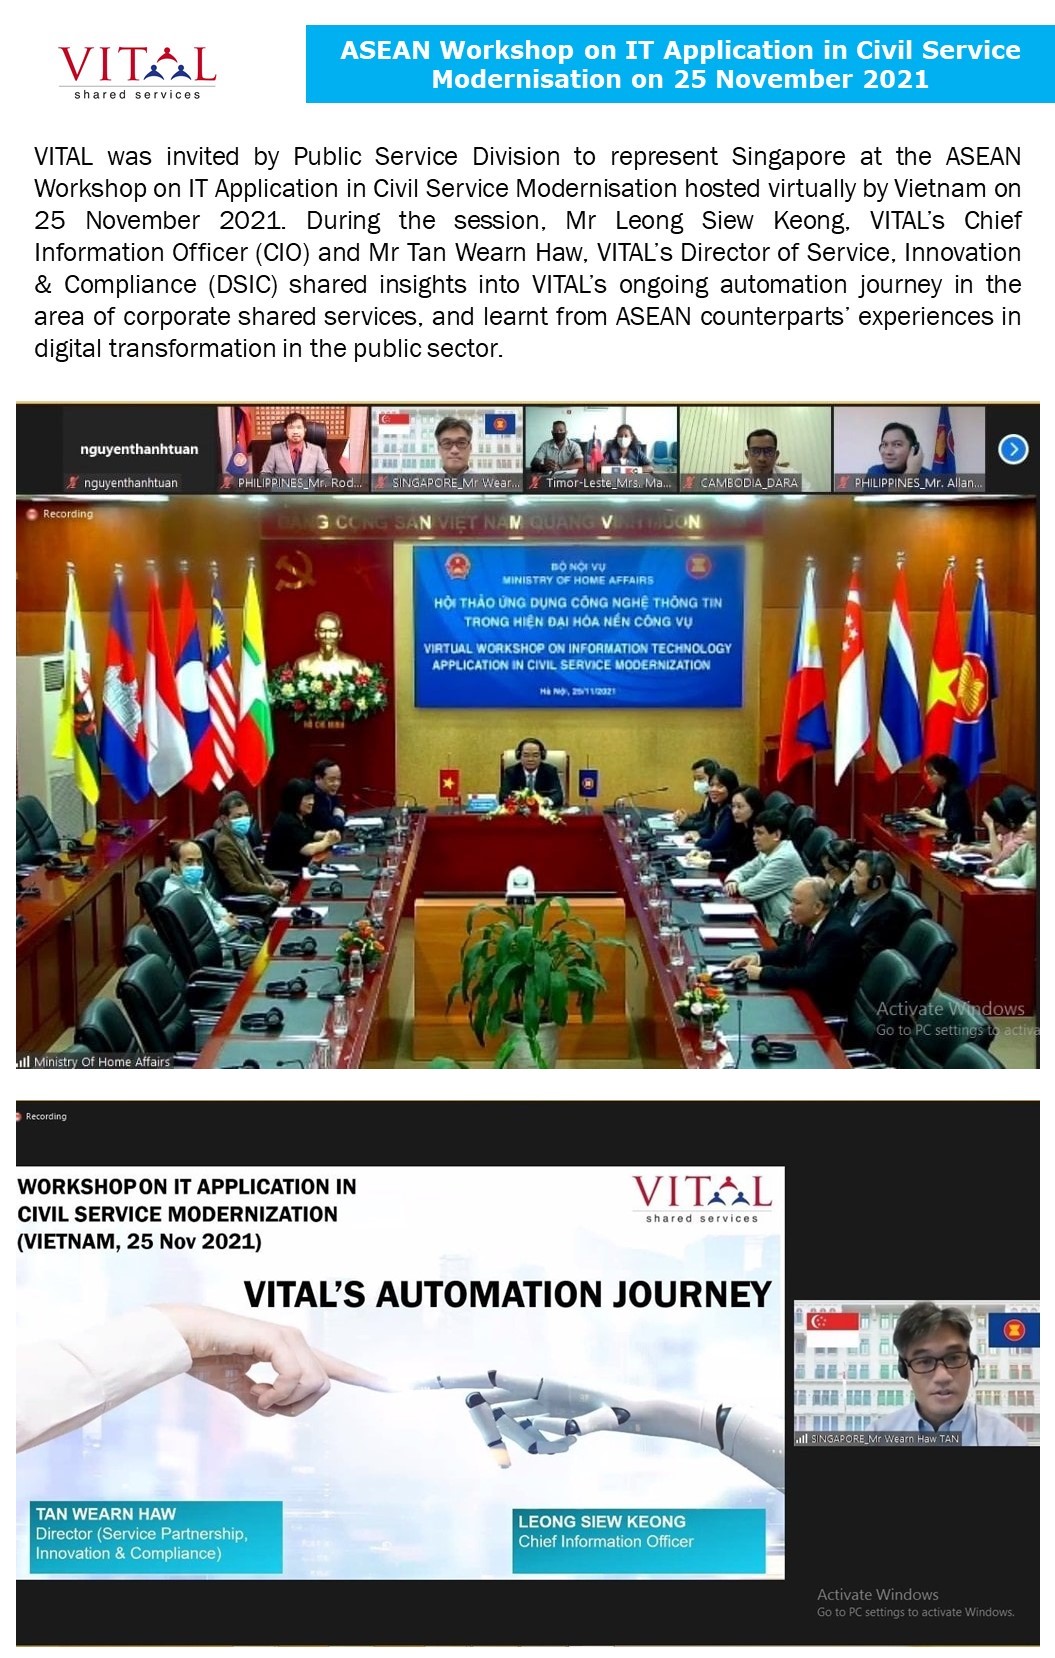 VITAL
shared services
ASEAN Workshop on IT Application in Civil Service
Modernisation on 25 November 2021
VITAL was invited by Public Service Division to represent Singapore at the ASEAN
Workshop on IT Application in Civil Service Modernisation hosted virtually by Vietnam on
25 November 2021. During the session, Mr Leong Siew Keong, VITAL’s Chief
Information Officer (CIO) and Mr Tan Wearn Haw, VITAL’s Director of Service, Innovation
& Compliance (DSIC) shared insights into VITAL’s ongoing automation journey in the
area of corporate shared services, and learnt from ASEAN counterparts’ experiences in
digital transformation in the public sector.
nguyenthanhtuan
nguyenthanhtuan
PHILIPPINES_Mr. Rod...
SINGAPORE_Mr Wear...
Timor-Leste_Mrs. Ma...
CAMBODIA_DARA
PHILIPPINES_Mr. Allan...
Recording
ĐẢNG CỘNG SẢN VIỆT NAM QUANG VINH MUÔN
BỘ NỘI VỤ
MINISTRY OF HOME AFFAIRS
HỘI THẢO ỨNG DỤNG CÔNG NGHỆ THÔNG TIN
TRONG HIỆN ĐẠI HÓA NỀN CÔNG VỤ
VIRTUAL WORKSHOP ON INFORMATION TECHNOLOGY
APPLICATION IN CIVIL SERVICE MODERNIZATION
Hà Nội, 25/11/2021
HỒ CHÍ MINH
Activate Windows
Go to PC settings to activa
Ministry Of Home Affairs
Recording
WORKSHOP ON IT APPLICATION IN
CIVIL SERVICE MODERNIZATION
(VIETNAM, 25 Nov 2021)
VITAL
shared services
VITAL’S AUTOMATION JOURNEY
SINGAPORE_Mr Wearn Haw TAN
TAN WEARN HAW
Director (Service Partnership,
Innovation & Compliance)
LEONG SIEW KEONG
Chief Information Officer
Activate Windows
Go to PC settings to activate Windows.